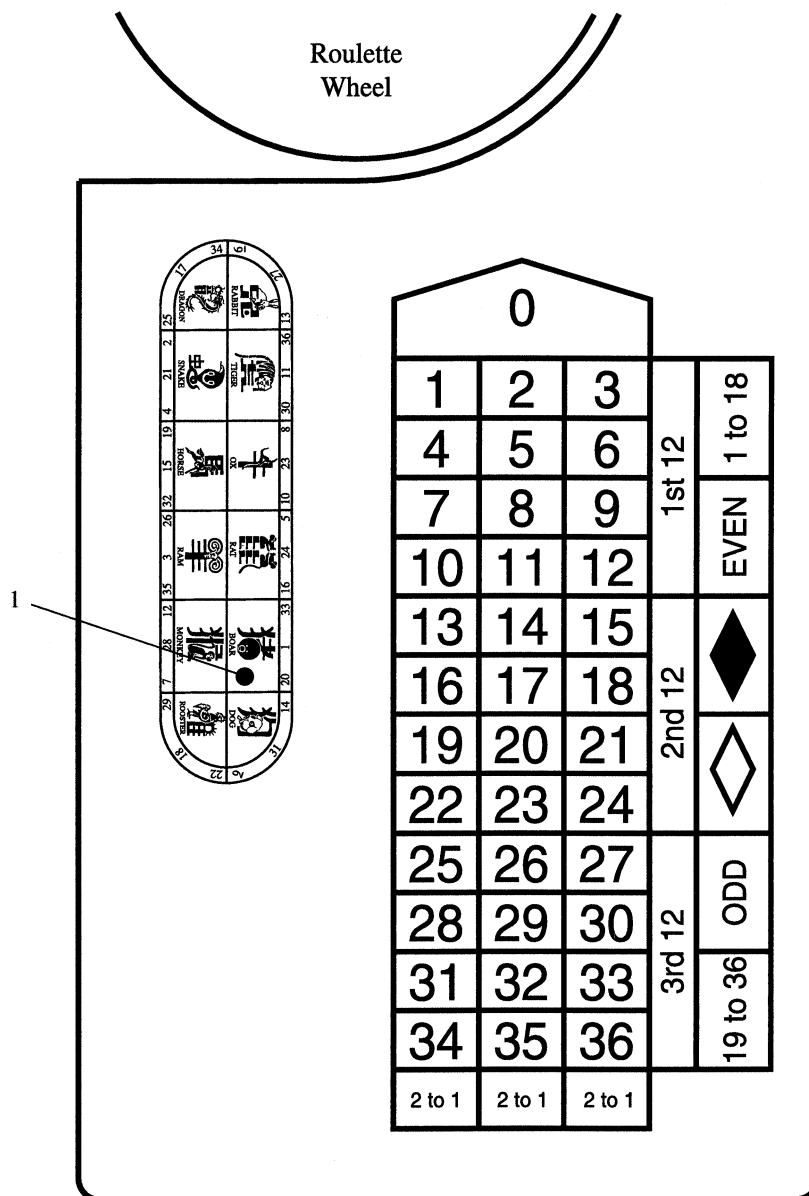 Roulette
Wheel
34 19
17 27
25 DRAGON RABBIT 13
2 36
21 SNAKE TIGER 11
4 30
19 8
15 HORSE OX 23
32 10
26 5
3 RAM RAT 24
35 16
12 33
28 MONKEY BOAR 1
7 20
29 ROOSTER DOG 14
18 31
22 9
1
0
1 2 3
4 5 6
7 8 9
10 11 12
13 14 15
16 17 18
19 20 21
22 23 24
25 26 27
28 29 30
31 32 33
34 35 36
2 to 1 2 to 1 2 to 1
1st 12
2nd 12
3rd 12
1 to 18
EVEN
ODD
19 to 36